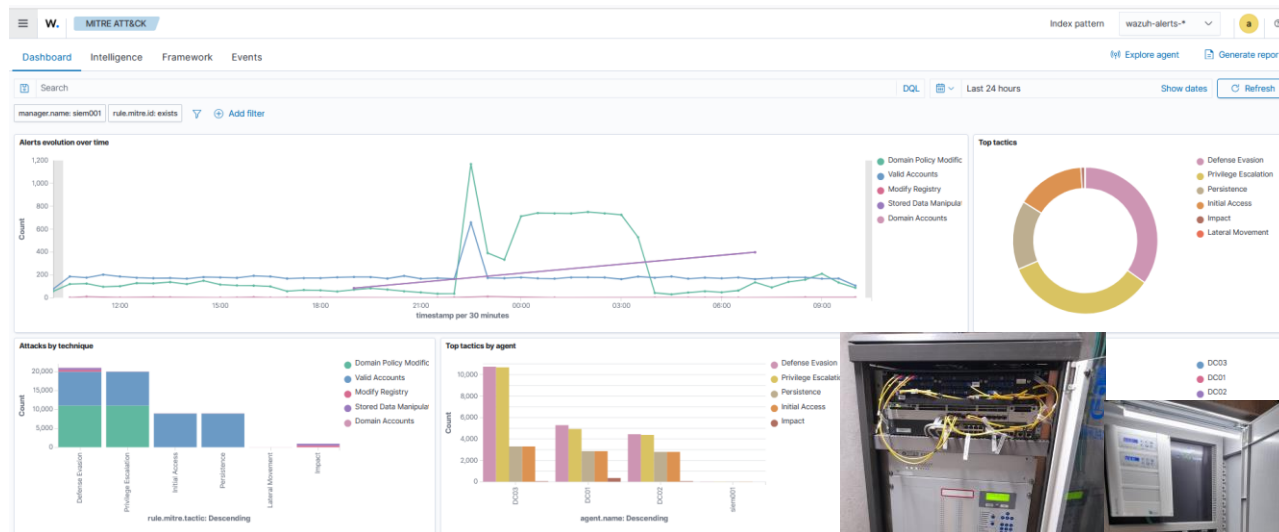 W.
MITRE ATT&CK
Index pattern
wazuh-alerts-*
a
Dashboard
Intelligence
Framework
Events
Explore agent
Generate repor
Search
DQL
Last 24 hours
Show dates
Refresh
manager.name: siem001
rule.mitre.id: exists
Add filter
Alerts evolution over time
1,200
1,000
800
600
400
200
0
Count
12:00
15:00
18:00
21:00
00:00
03:00
06:00
09:00
timestamp per 30 minutes
Domain Policy Modific
Valid Accounts
Modify Registry
Stored Data Manipulat
Domain Accounts
Top tactics
Defense Evasion
Privilege Escalation
Persistence
Initial Access
Impact
Lateral Movement
Attacks by technique
20,000
15,000
10,000
5,000
0
Count
Defense Evasion
Privilege Escalation
Initial Access
Persistence
Lateral Movement
Impact
rule.mitre.tactic: Descending
Domain Policy Modific
Valid Accounts
Modify Registry
Stored Data Manipulat
Domain Accounts
Top tactics by agent
10,000
8,000
6,000
4,000
2,000
0
Count
DC03
DC01
DC02
siem001
agent.name: Descending
Defense Evasion
Privilege Escalatio
Persistence
Initial Access
Impact
DC03
DC01
DC02